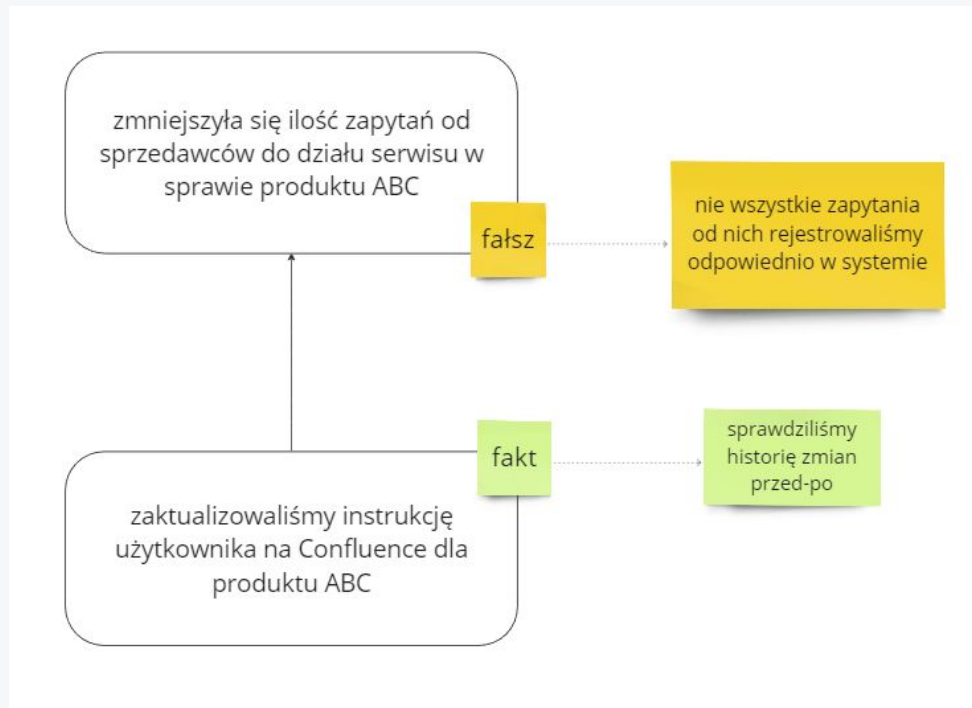 zmniejszyła się ilość zapytań od
sprzedawców do działu serwisu w
sprawie produktu ABC
fałsz
nie wszystkie zapytania
od nich rejestrowaliśmy
odpowiednio w systemie
fakt
sprawdziliśmy
historię zmian
przed-po
zaktualizowaliśmy instrukcję
użytkownika na Confluence dla
produktu ABC